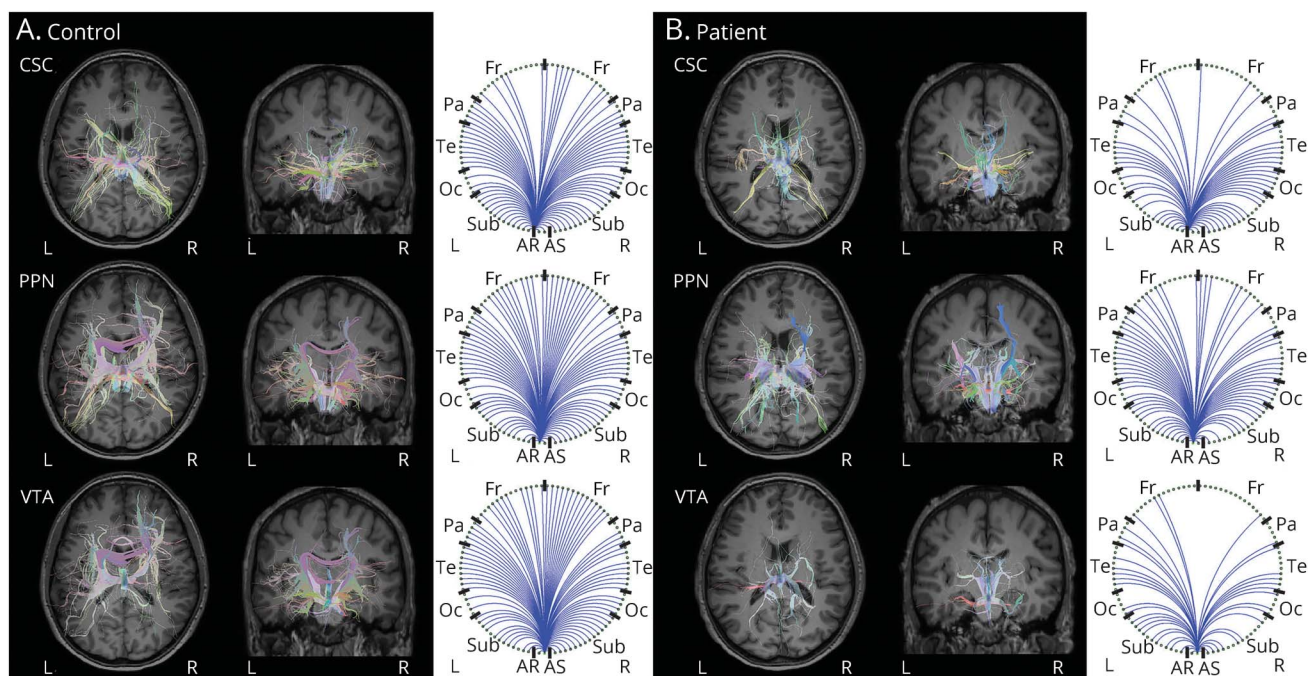 A. Control
CSC
L R
L R
Fr Fr
Pa Pa
Te Te
Oc Oc
Sub Sub
AR AS
L R
PPN
L R
L R
Fr Fr
Pa Pa
Te Te
Oc Oc
Sub Sub
AR AS
L R
VTA
L R
L R
Fr Fr
Pa Pa
Te Te
Oc Oc
Sub Sub
AR AS
L R
B. Patient
CSC
L R
L R
Fr Fr
Pa Pa
Te Te
Oc Oc
Sub Sub
AR AS
L R
PPN
L R
L R
Fr Fr
Pa Pa
Te Te
Oc Oc
Sub Sub
AR AS
L R
VTA
L R
L R
Fr Fr
Pa Pa
Te Te
Oc Oc
Sub Sub
AR AS
L R